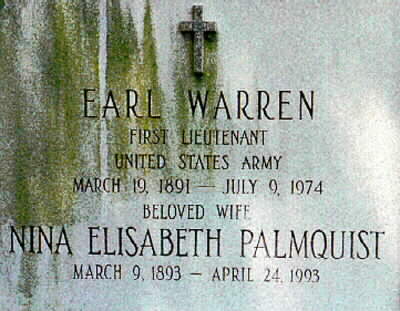 EARL WARREN
FIRST LIEUTENANT
UNITED STATES ARMY
MARCH 19, 1891 — JULY 9, 1974
BELOVED WIFE
NINA ELISABETH PALMQUIST
MARCH 9, 1893 — APRIL 24, 1993